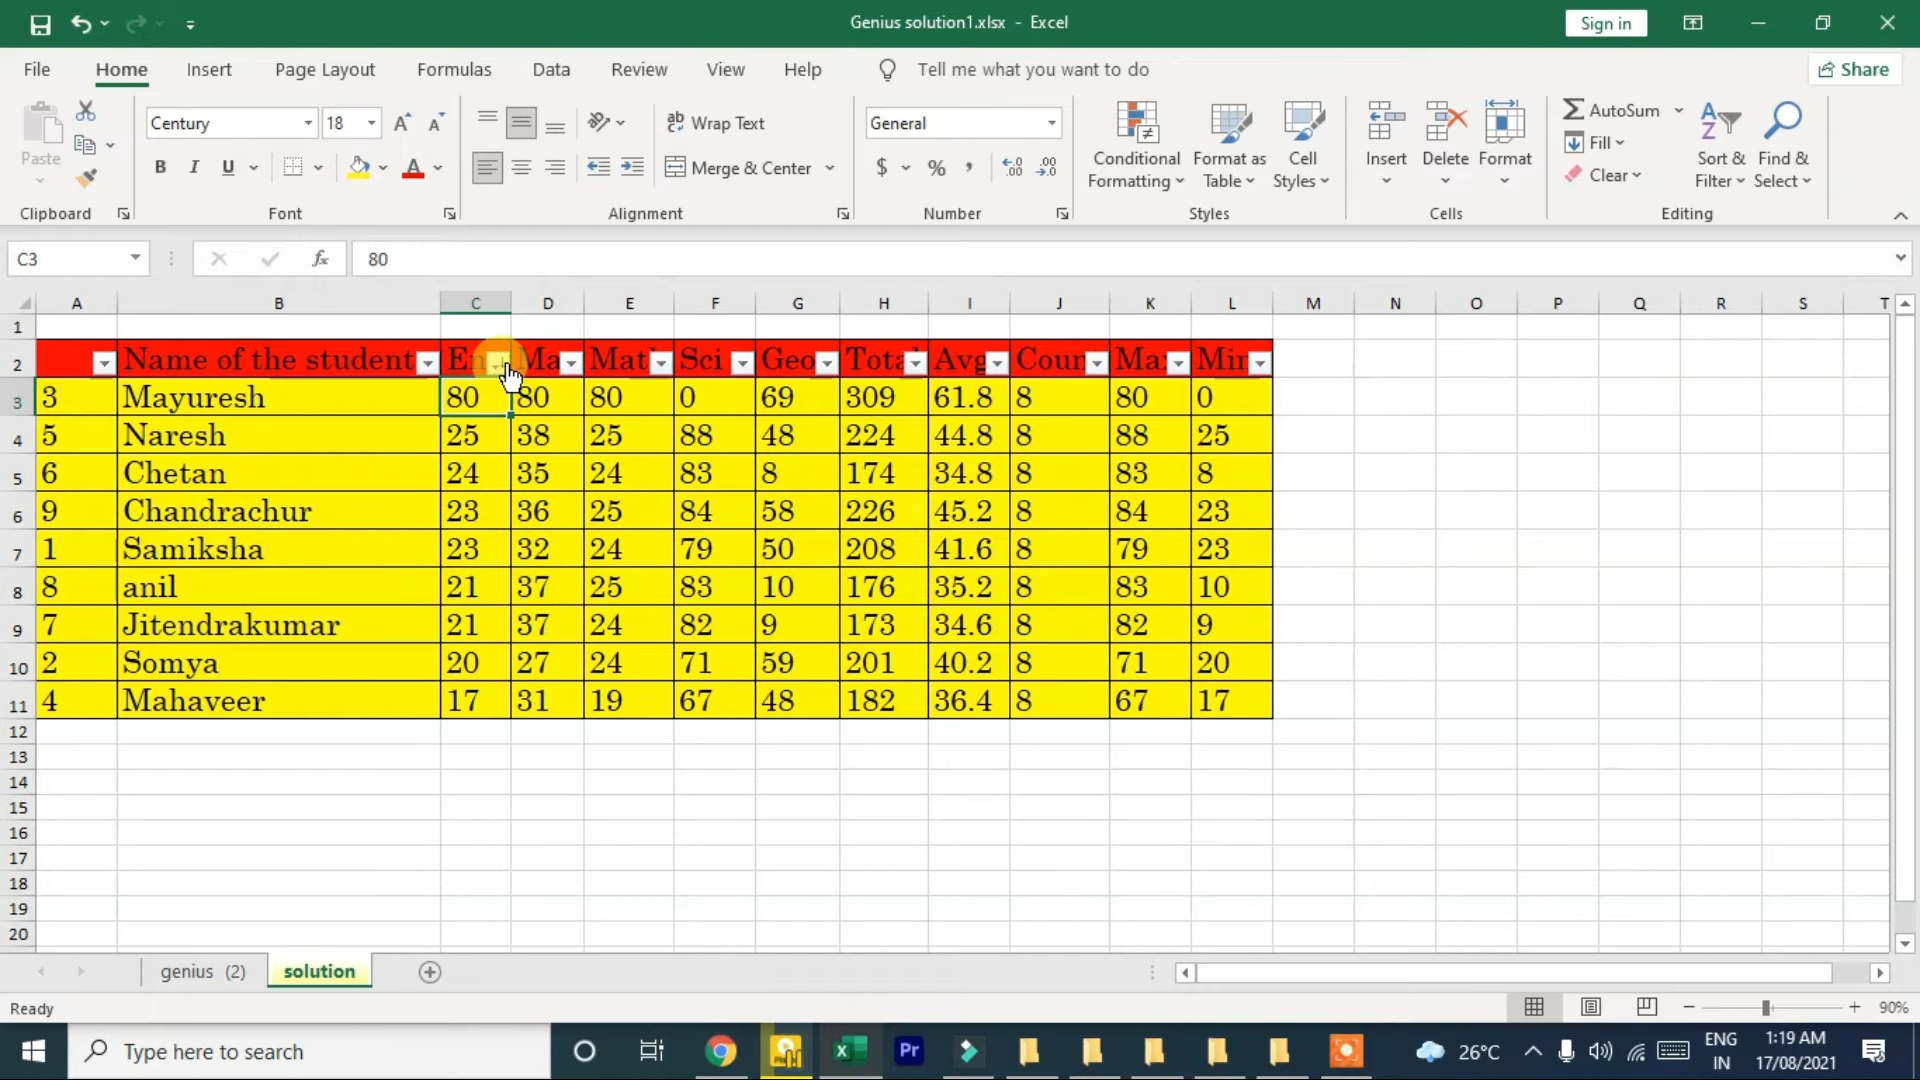 Genius solution1.xlsx - Excel
Sign in
File Home Insert Page Layout Formulas Data Review View Help Tell me what you want to do Share
Century 18 Wrap Text General AutoSum
Paste Conditional Format as Cell Insert Delete Format Fill Sort & Find &
B I U Merge & Center $ % , Formatting Table Styles Clear Filter Select
Clipboard Font Alignment Number Styles Cells Editing
C3 fx 80
A B C D E F G H I J K L M N O P Q R S T
1
2 Name of the student En Ma Mat Sci Geo Tota Avg Coun Ma Min
3 3 Mayuresh 80 80 80 0 69 309 61.8 8 80 0
4 5 Naresh 25 38 25 88 48 224 44.8 8 88 25
5 6 Chetan 24 35 24 83 8 174 34.8 8 83 8
6 9 Chandrachur 23 36 25 84 58 226 45.2 8 84 23
7 1 Samiksha 23 32 24 79 50 208 41.6 8 79 23
8 8 anil 21 37 25 83 10 176 35.2 8 83 10
9 7 Jitendrakumar 21 37 24 82 9 173 34.6 8 82 9
10 2 Somya 20 27 24 71 59 201 40.2 8 71 20
11 4 Mahaveer 17 31 19 67 48 182 36.4 8 67 17
12
13
14
15
16
17
18
19
20
genius (2) solution
Ready 90%
Type here to search Pr 26°C ENG 1:19 AM
IN 17/08/2021